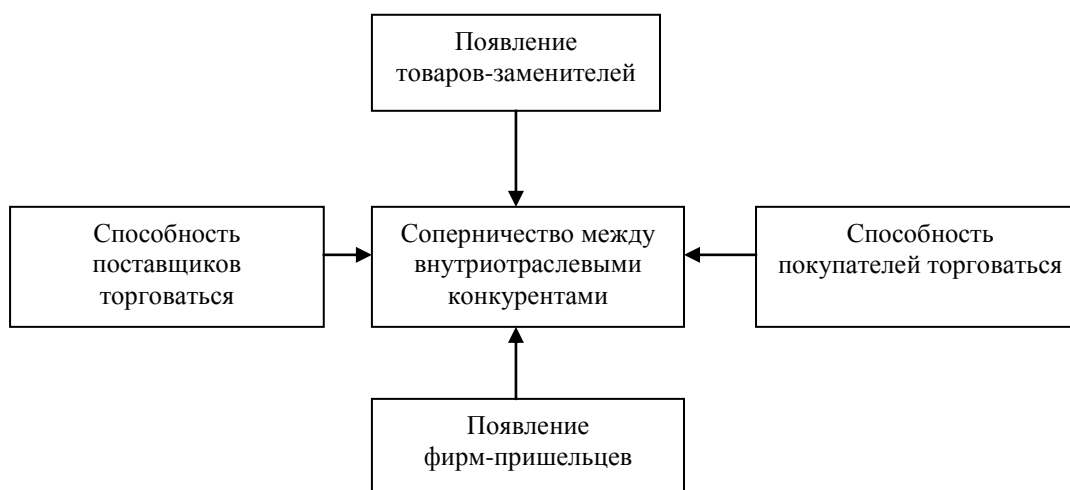 Появление
товаров-заменителей
Способность
поставщиков
торговаться
Соперничество между
внутриотраслевыми
конкурентами
Способность
покупателей торговаться
Появление
фирм-пришельцев